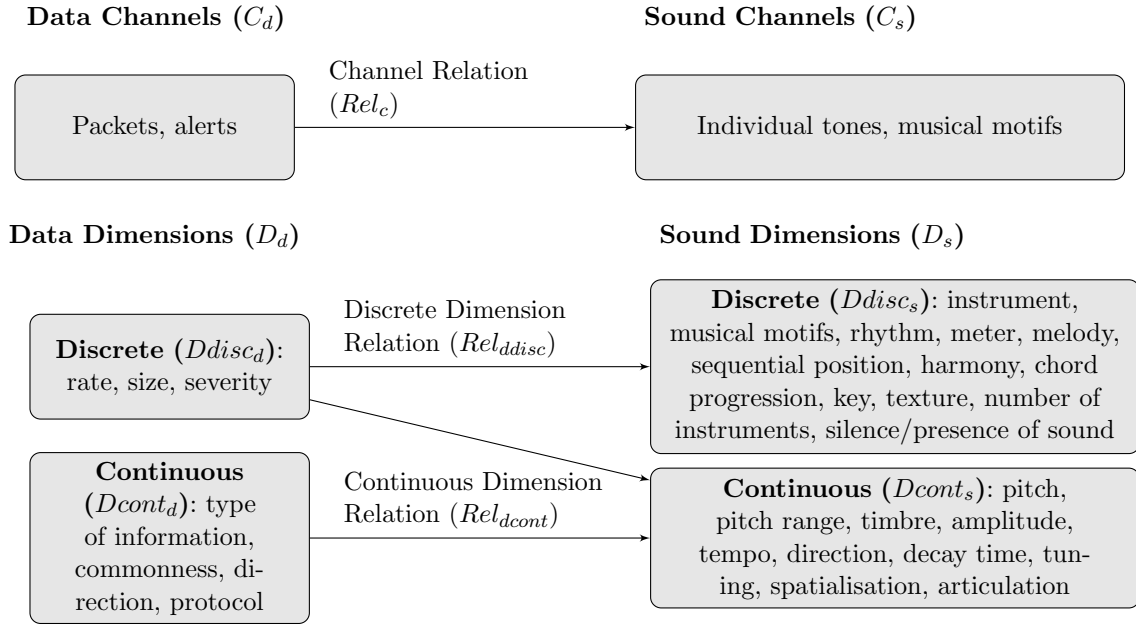 Data Channels (C_d)
Sound Channels (C_s)
Channel Relation
(Rel_c)
Packets, alerts
Individual tones, musical motifs
Data Dimensions (D_d)
Sound Dimensions (D_s)
Discrete (Ddisc_d):
rate, size, severity
Discrete Dimension
Relation (Rel_ddisc)
Discrete (Ddisc_s): instrument,
musical motifs, rhythm, meter, melody,
sequential position, harmony, chord
progression, key, texture, number of
instruments, silence/presence of sound
Continuous
(Dcont_d): type
of information,
commonness, di-
rection, protocol
Continuous Dimension
Relation (Rel_dcont)
Continuous (Dcont_s): pitch,
pitch range, timbre, amplitude,
tempo, direction, decay time, tun-
ing, spatialisation, articulation